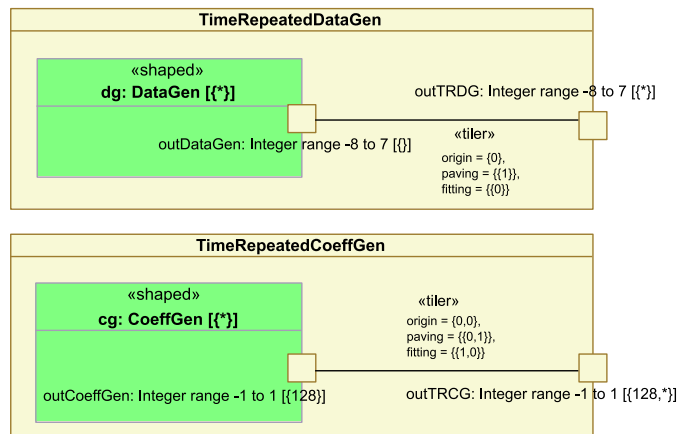 TimeRepeatedDataGen
«shaped»
dg: DataGen [{*}]
outTRDG: Integer range -8 to 7 [{*}]
outDataGen: Integer range -8 to 7 [{}]
«tiler»
origin = {0},
paving = {{1}},
fitting = {{0}}
TimeRepeatedCoeffGen
«shaped»
cg: CoeffGen [{*}]
«tiler»
origin = {0,0},
paving = {{0,1}},
fitting = {{1,0}}
outCoeffGen: Integer range -1 to 1 [{128}]
outTRCG: Integer range -1 to 1 [{128,*}]